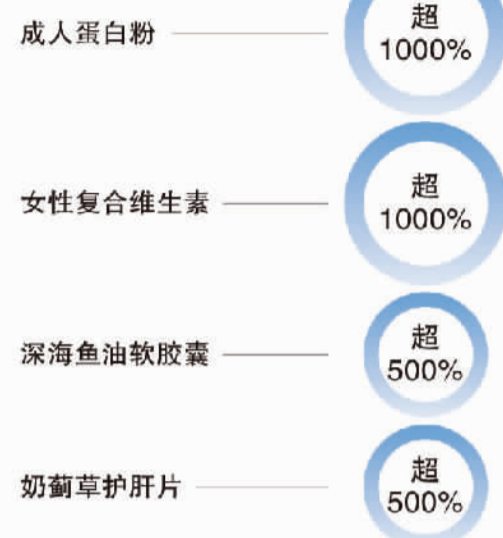 成人蛋白粉
超
1000%
女性复合维生素
超
1000%
深海鱼油软胶囊
超
500%
奶蓟草护肝片
超
500%